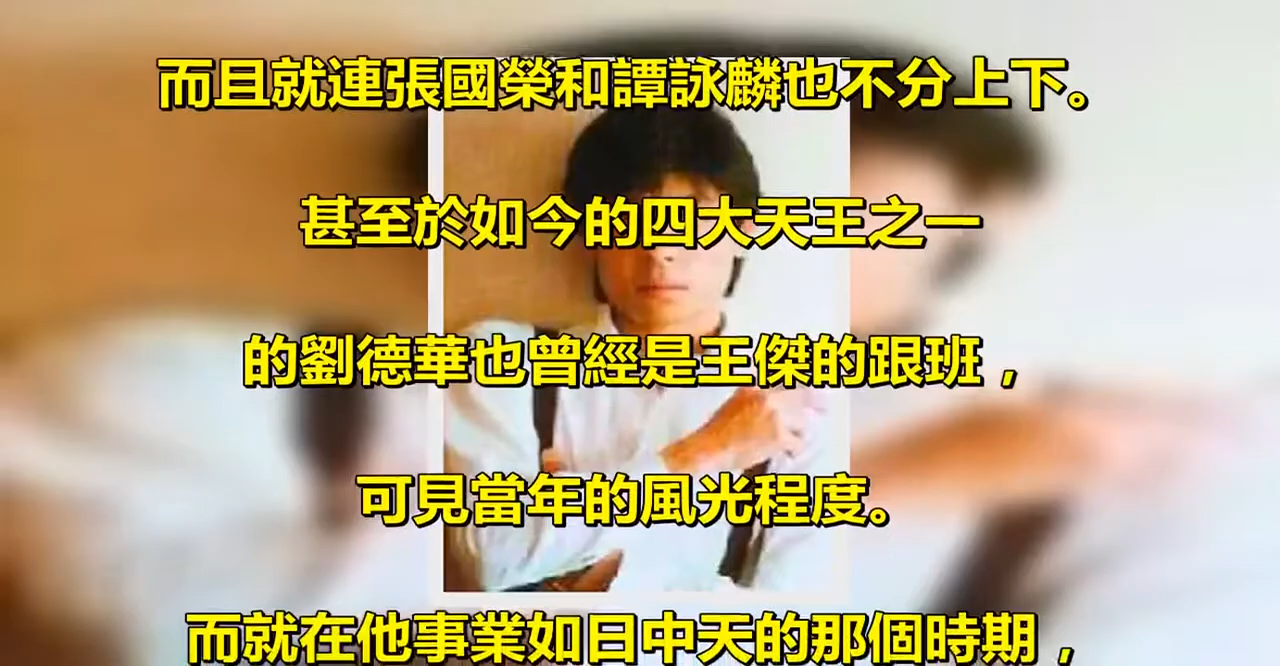 而且就連張國榮和譚詠麟也不分上下。
甚至於如今的四大天王之一
的劉德華也曾經是王傑的跟班，
可見當年的風光程度。
而就在他事業如日中天的那個時期，